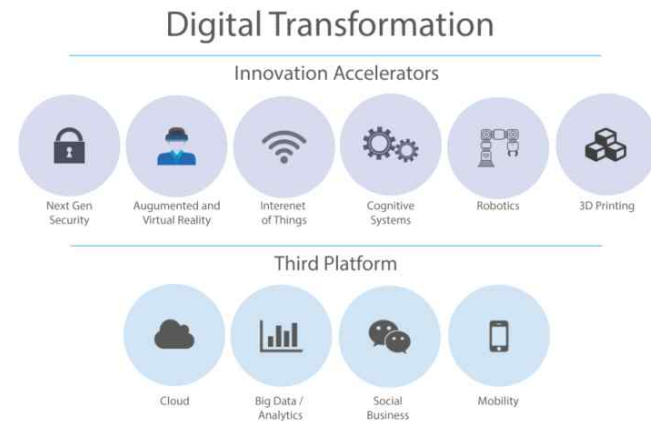 Digital Transformation
Innovation Accelerators
Next Gen
Security
Augumented and
Virtual Reality
Interenet
of Things
Cognitive
Systems
Robotics
3D Printing
Third Platform
Cloud
Big Data /
Analytics
Social
Business
Mobility